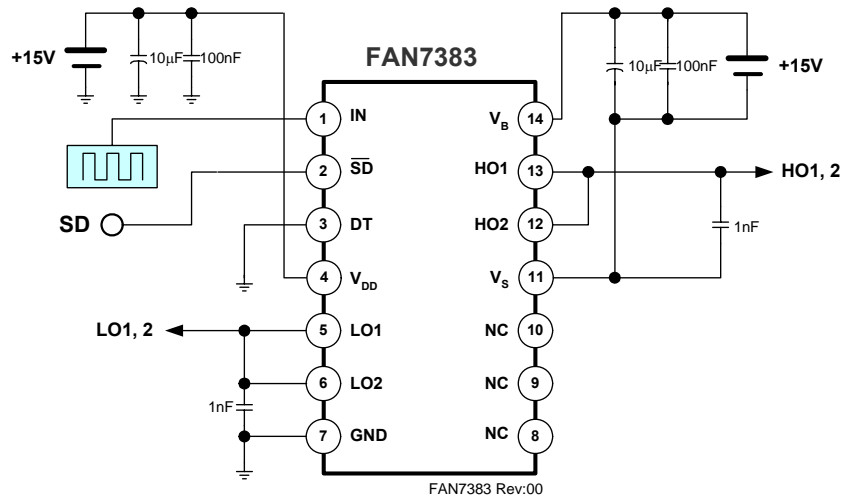 FAN7383
+15V
10μF
100nF
10μF
100nF
+15V
1
IN
V_B
14
2
S̅D̅
HO1
13
HO1, 2
SD
3
DT
HO2
12
1nF
4
V_DD
V_S
11
LO1, 2
5
LO1
NC
10
6
LO2
NC
9
1nF
7
GND
NC
8
FAN7383 Rev:00